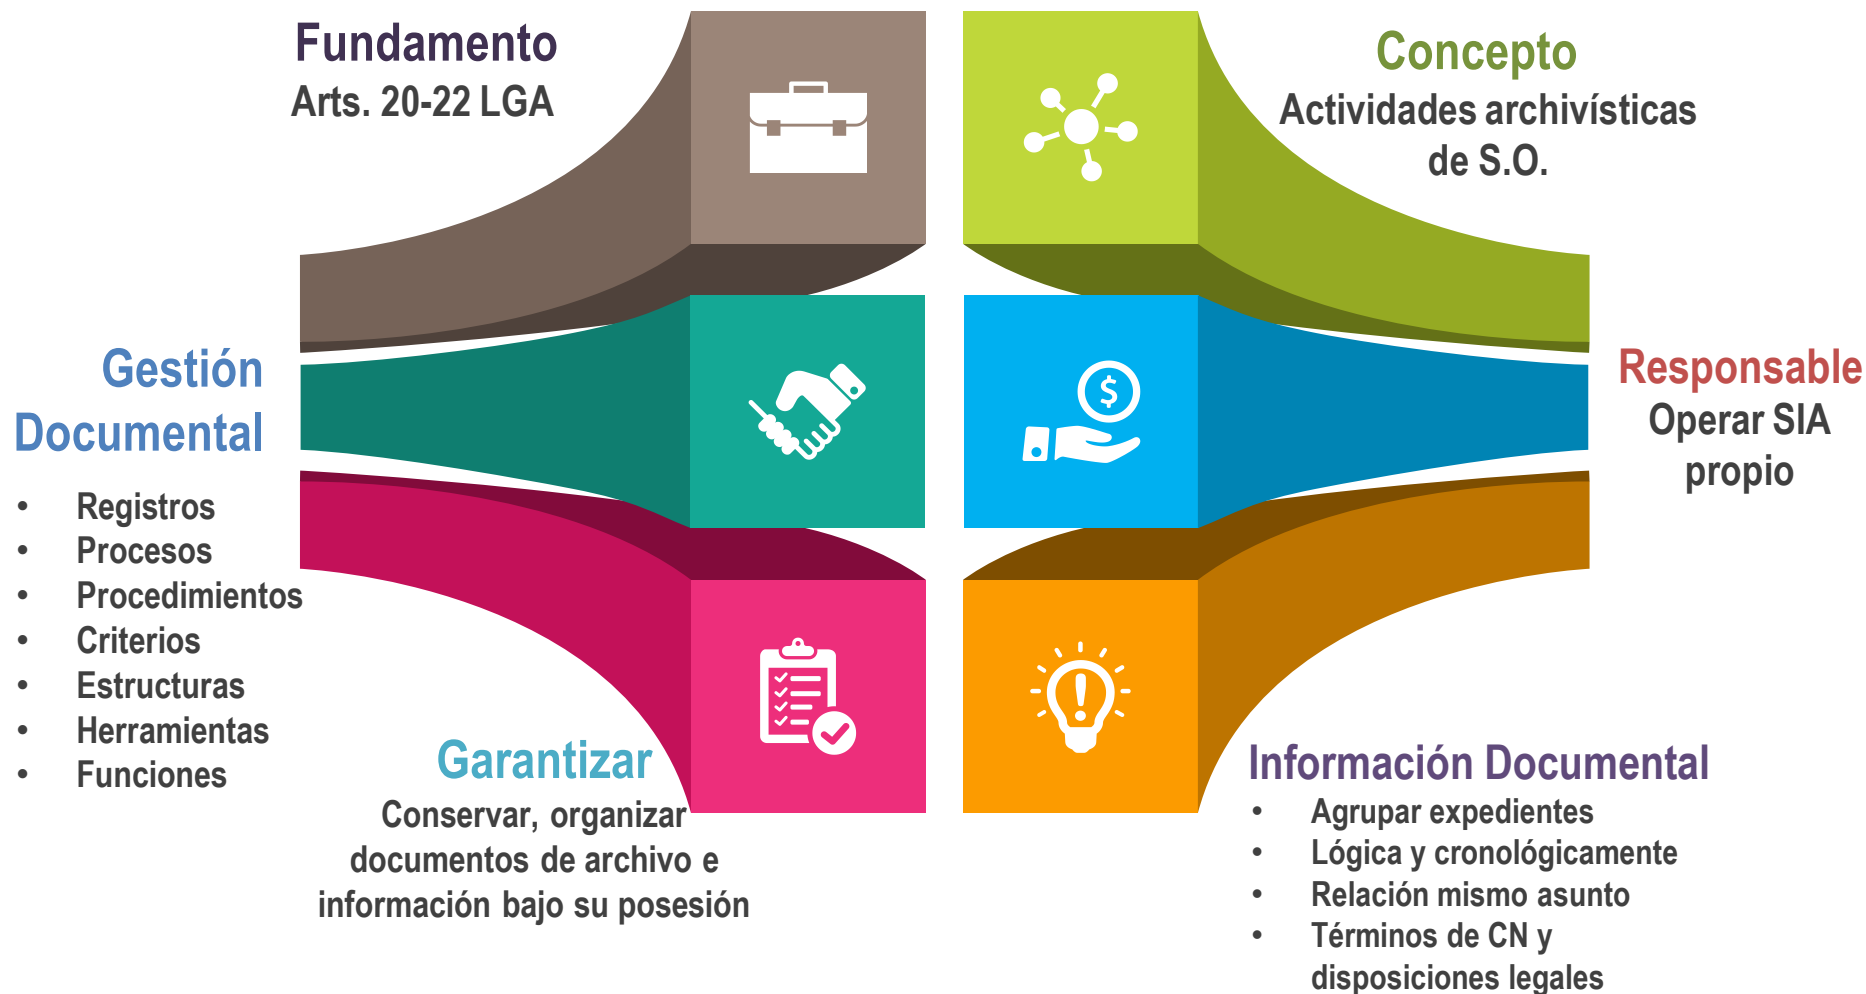 Fundamento
Arts. 20-22 LGA
Concepto
Actividades archivísticas
de S.O.
Gestión
Documental
• Registros
• Procesos
• Procedimientos
• Criterios
• Estructuras
• Herramientas
• Funciones
Responsable
Operar SIA
propio
$
Garantizar
Conservar, organizar
documentos de archivo e
información bajo su posesión
Información Documental
• Agrupar expedientes
• Lógica y cronológicamente
• Relación mismo asunto
• Términos de CN y
disposiciones legales